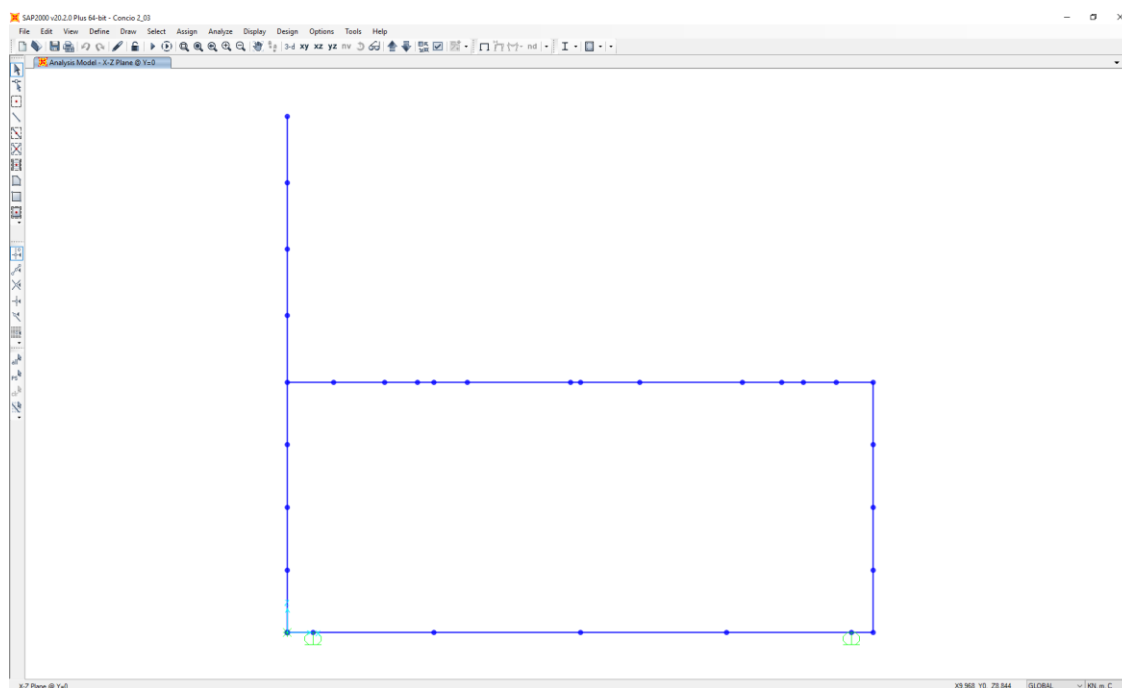 SAP2000 v20.2.0 Plus 64-bit - Concio 2_03
File Edit View Define Draw Select Assign Analyze Display Design Options Tools Help
3-d xy xz yz nv nd
Analysis Model - X-Z Plane @ Y=0
X-Z Plane @ Y=0 X9.968 Y0. Z8.844 GLOBAL KN, m, C